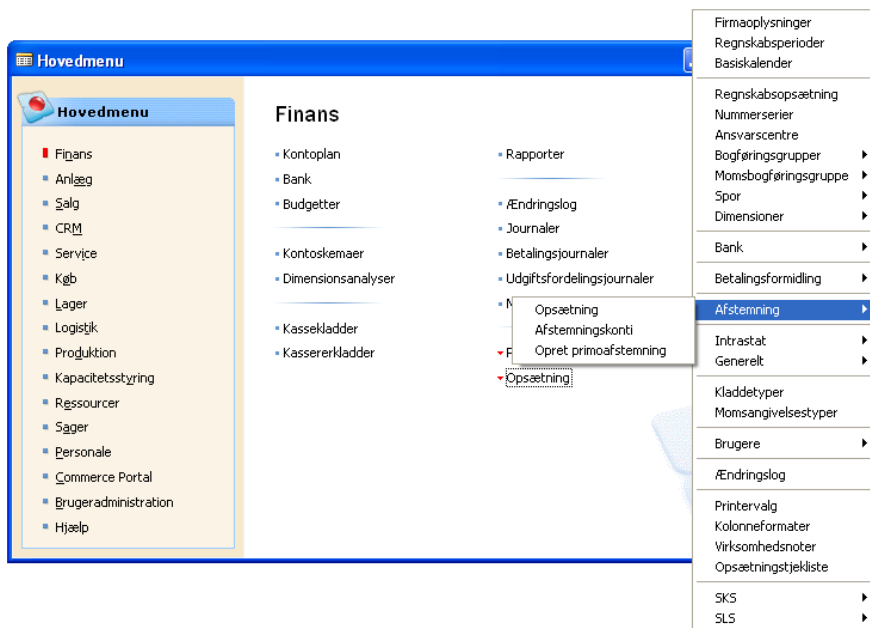 Hovedmenu
Hovedmenu
Finans
Anlæg
Salg
CRM
Service
Køb
Lager
Logistik
Produktion
Kapacitetsstyring
Ressourcer
Sager
Personale
Commerce Portal
Brugeradministration
Hjælp
Finans
Kontoplan
Bank
Budgetter
Kontoskemaer
Dimensionsanalyser
Kassekladder
Kassererkladder
Rapporter
Ændringslog
Journaler
Betalingsjournaler
Udgiftsfordelingsjournaler
Opsætning
Opsætning
Afstemningskonti
Opret primoafstemning
Firmaoplysninger
Regnskabsperioder
Basiskalender
Regnskabsopsætning
Nummerserier
Ansvarscentre
Bogføringsgrupper
Momsbogføringsgruppe
Spor
Dimensioner
Bank
Betalingsformidling
Afstemning
Intrastat
Generelt
Kladdetyper
Momsangivelsestyper
Brugere
Ændringslog
Printervalg
Kolonneformater
Virksomhedsnoter
Opsætningstjekliste
SKS
SLS